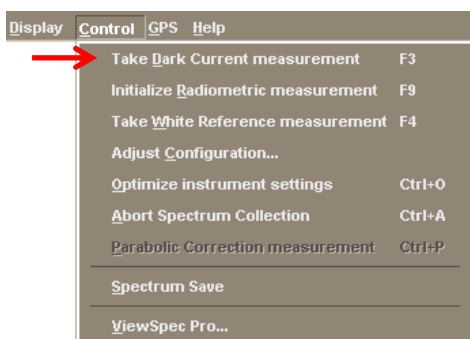 Display Control GPS Help
Take Dark Current measurement F3
Initialize Radiometric measurement F9
Take White Reference measurement F4
Adjust Configuration...
Optimize instrument settings Ctrl+O
Abort Spectrum Collection Ctrl+A
Parabolic Correction measurement Ctrl+P
Spectrum Save
ViewSpec Pro...